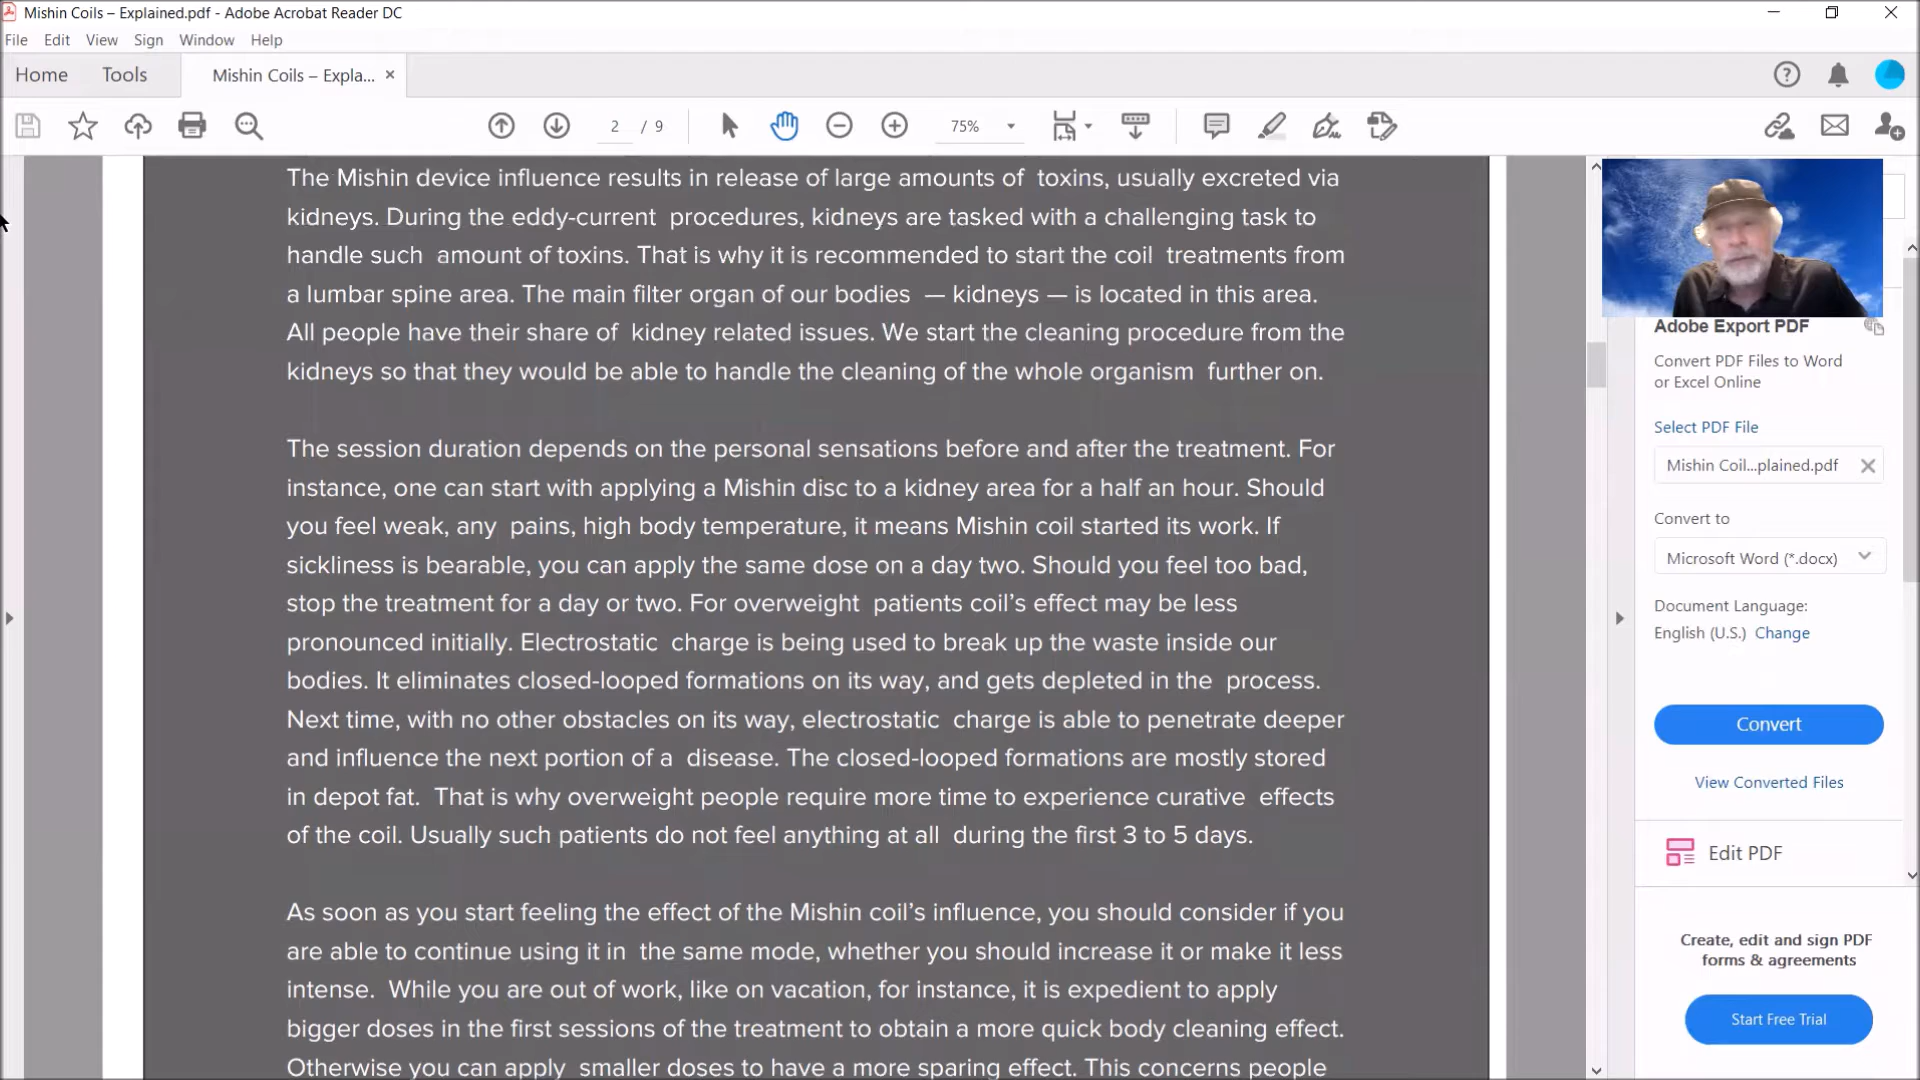 Mishin Coils – Explained.pdf - Adobe Acrobat Reader DC
File Edit View Sign Window Help
Home Tools Mishin Coils – Expla... ×
2 / 9 75%
The Mishin device influence results in release of large amounts of toxins, usually excreted via
kidneys. During the eddy-current procedures, kidneys are tasked with a challenging task to
handle such amount of toxins. That is why it is recommended to start the coil treatments from
a lumbar spine area. The main filter organ of our bodies — kidneys — is located in this area.
All people have their share of kidney related issues. We start the cleaning procedure from the
kidneys so that they would be able to handle the cleaning of the whole organism further on.
The session duration depends on the personal sensations before and after the treatment. For
instance, one can start with applying a Mishin disc to a kidney area for a half an hour. Should
you feel weak, any pains, high body temperature, it means Mishin coil started its work. If
sickliness is bearable, you can apply the same dose on a day two. Should you feel too bad,
stop the treatment for a day or two. For overweight patients coil's effect may be less
pronounced initially. Electrostatic charge is being used to break up the waste inside our
bodies. It eliminates closed-looped formations on its way, and gets depleted in the process.
Next time, with no other obstacles on its way, electrostatic charge is able to penetrate deeper
and influence the next portion of a disease. The closed-looped formations are mostly stored
in depot fat. That is why overweight people require more time to experience curative effects
of the coil. Usually such patients do not feel anything at all during the first 3 to 5 days.
As soon as you start feeling the effect of the Mishin coil's influence, you should consider if you
are able to continue using it in the same mode, whether you should increase it or make it less
intense. While you are out of work, like on vacation, for instance, it is expedient to apply
bigger doses in the first sessions of the treatment to obtain a more quick body cleaning effect.
Otherwise you can apply smaller doses to have a more sparing effect. This concerns people
Adobe Export PDF
Convert PDF Files to Word
or Excel Online
Select PDF File
Mishin Coil...plained.pdf
Convert to
Microsoft Word (*.docx)
Document Language:
English (U.S.) Change
Convert
View Converted Files
Edit PDF
Create, edit and sign PDF
forms & agreements
Start Free Trial